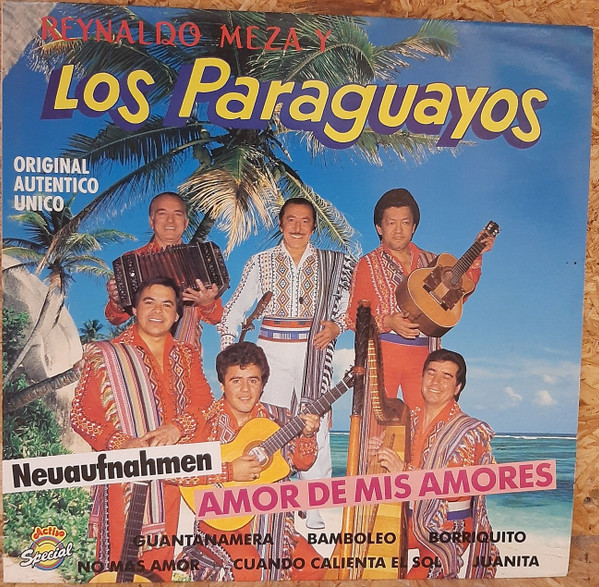 REYNALDO MEZA Y
Los Paraguayos
ORIGINAL
AUTENTICO
UNICO
Neuaufnahmen
AMOR DE MIS AMORES
GUANTANAMERA BAMBOLEO BORRIQUITO
NO MAS AMOR CUANDO CALIENTA EL SOL JUANITA
Activo
Special